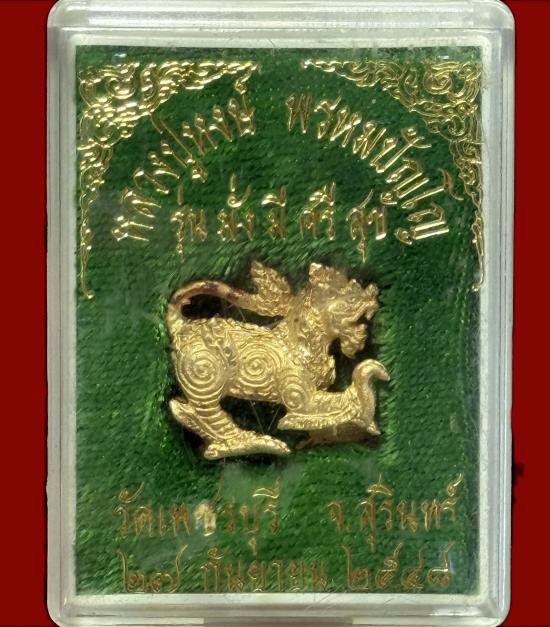 หลวงปู่หงษ์ พรหมปัญโญ
รุ่น มั่ง มี ศรี สุข
วัดเพชรบุรี จ.สุรินทร์
๒๗ กันยายน ๒๕๔๘